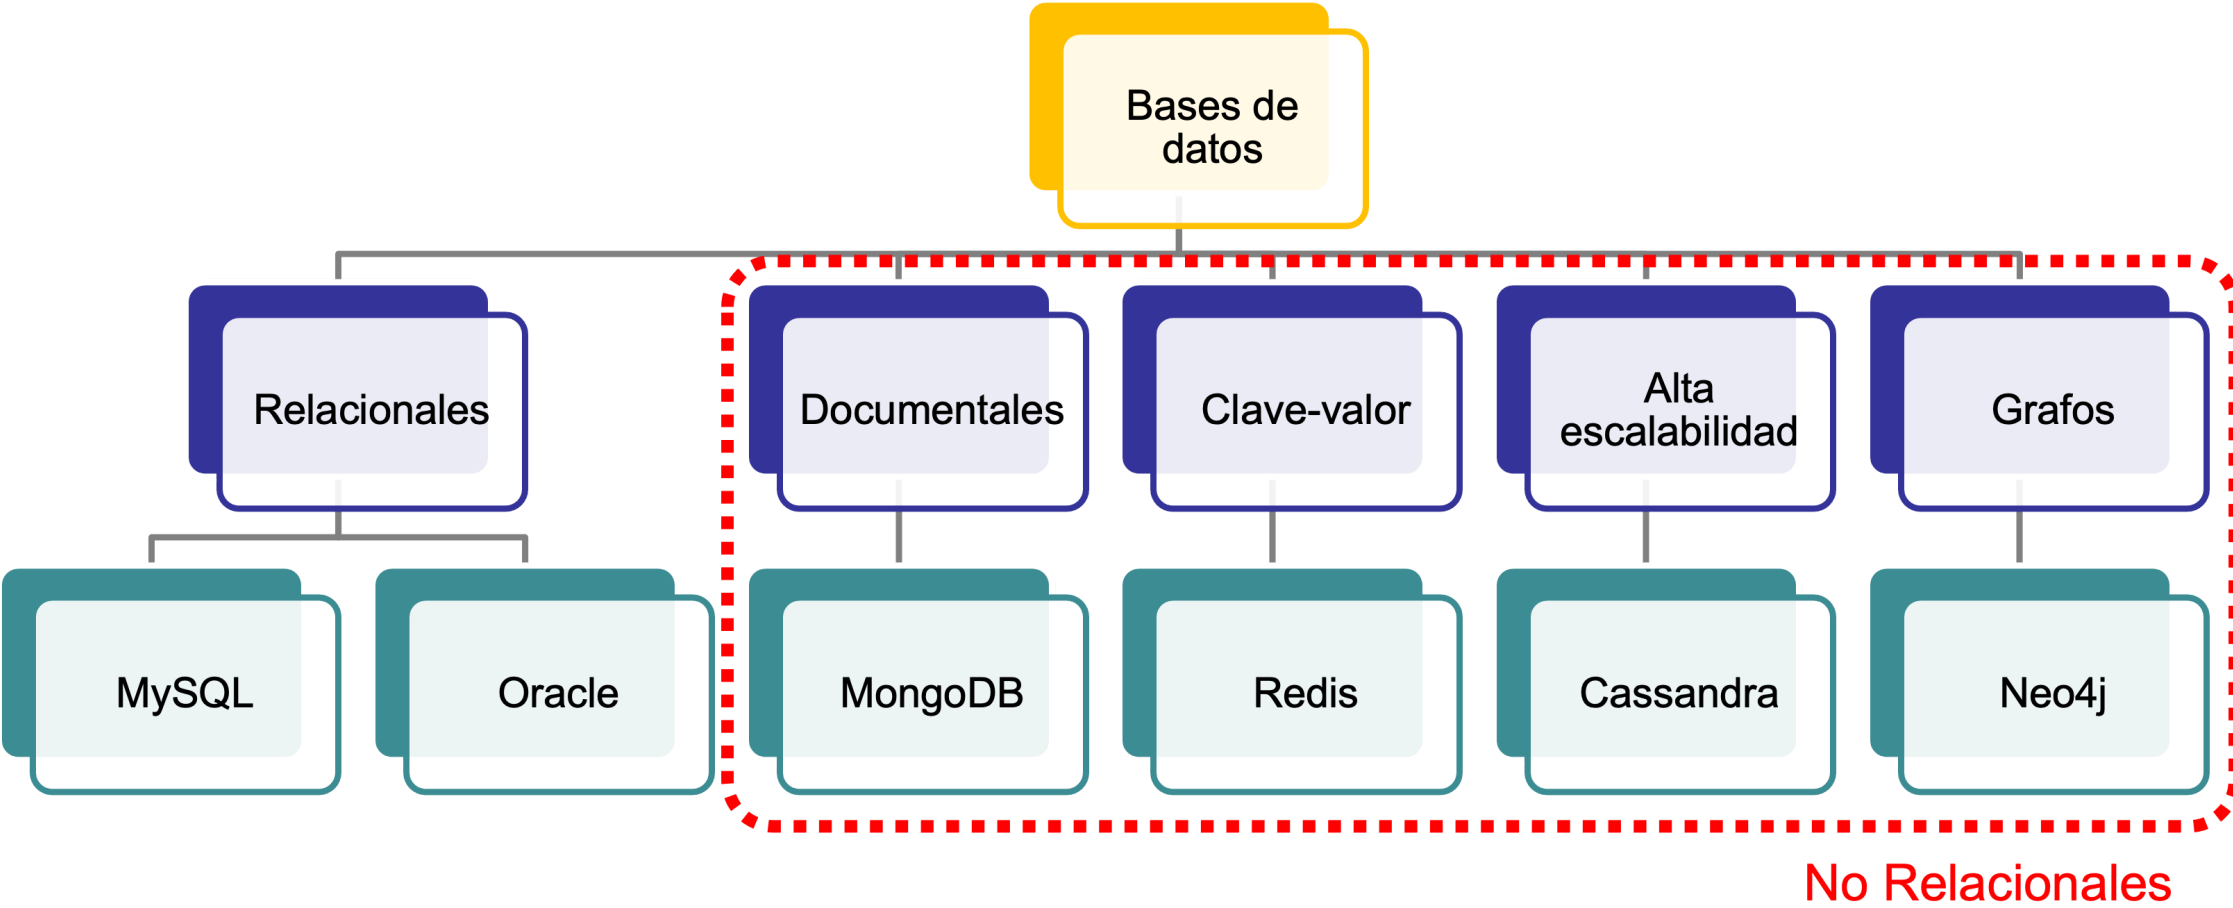 Bases de
datos
Relacionales
Documentales
Clave-valor
Alta
escalabilidad
Grafos
MySQL
Oracle
MongoDB
Redis
Cassandra
Neo4j
No Relacionales